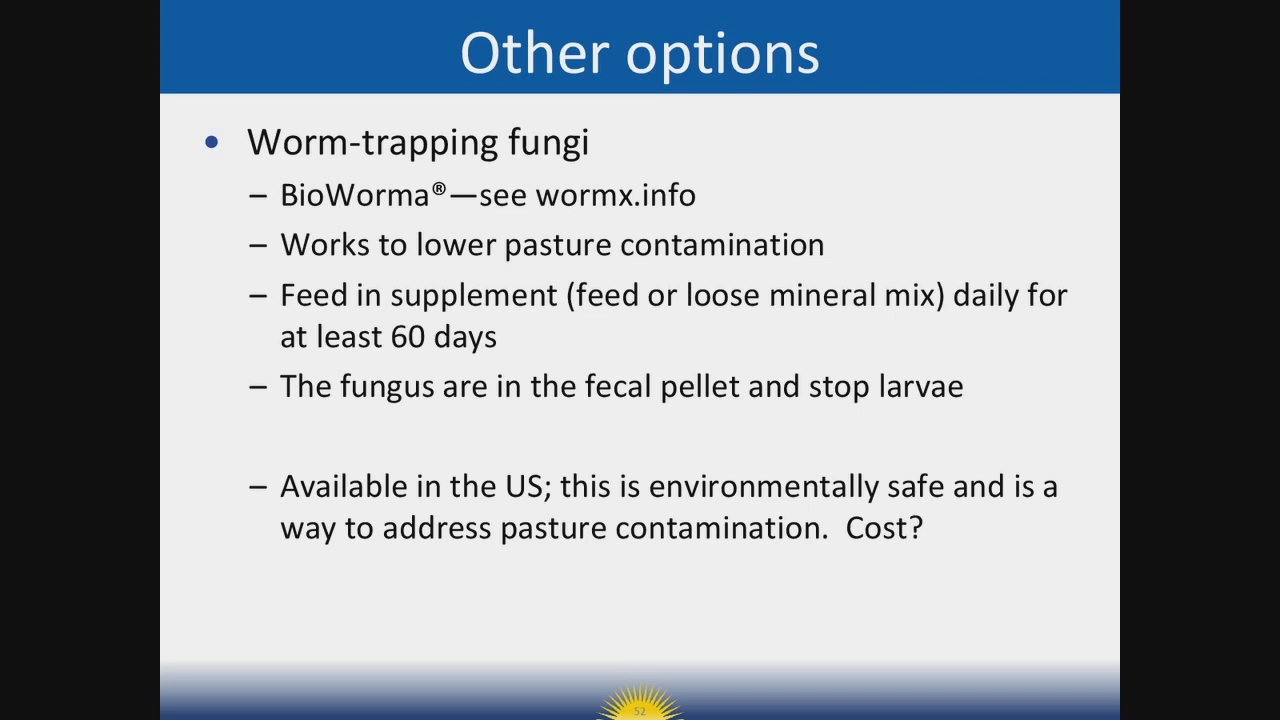 Other options
• Worm-trapping fungi
– BioWorma®—see wormx.info
– Works to lower pasture contamination
– Feed in supplement (feed or loose mineral mix) daily for
at least 60 days
– The fungus are in the fecal pellet and stop larvae
– Available in the US; this is environmentally safe and is a
way to address pasture contamination.  Cost?
52